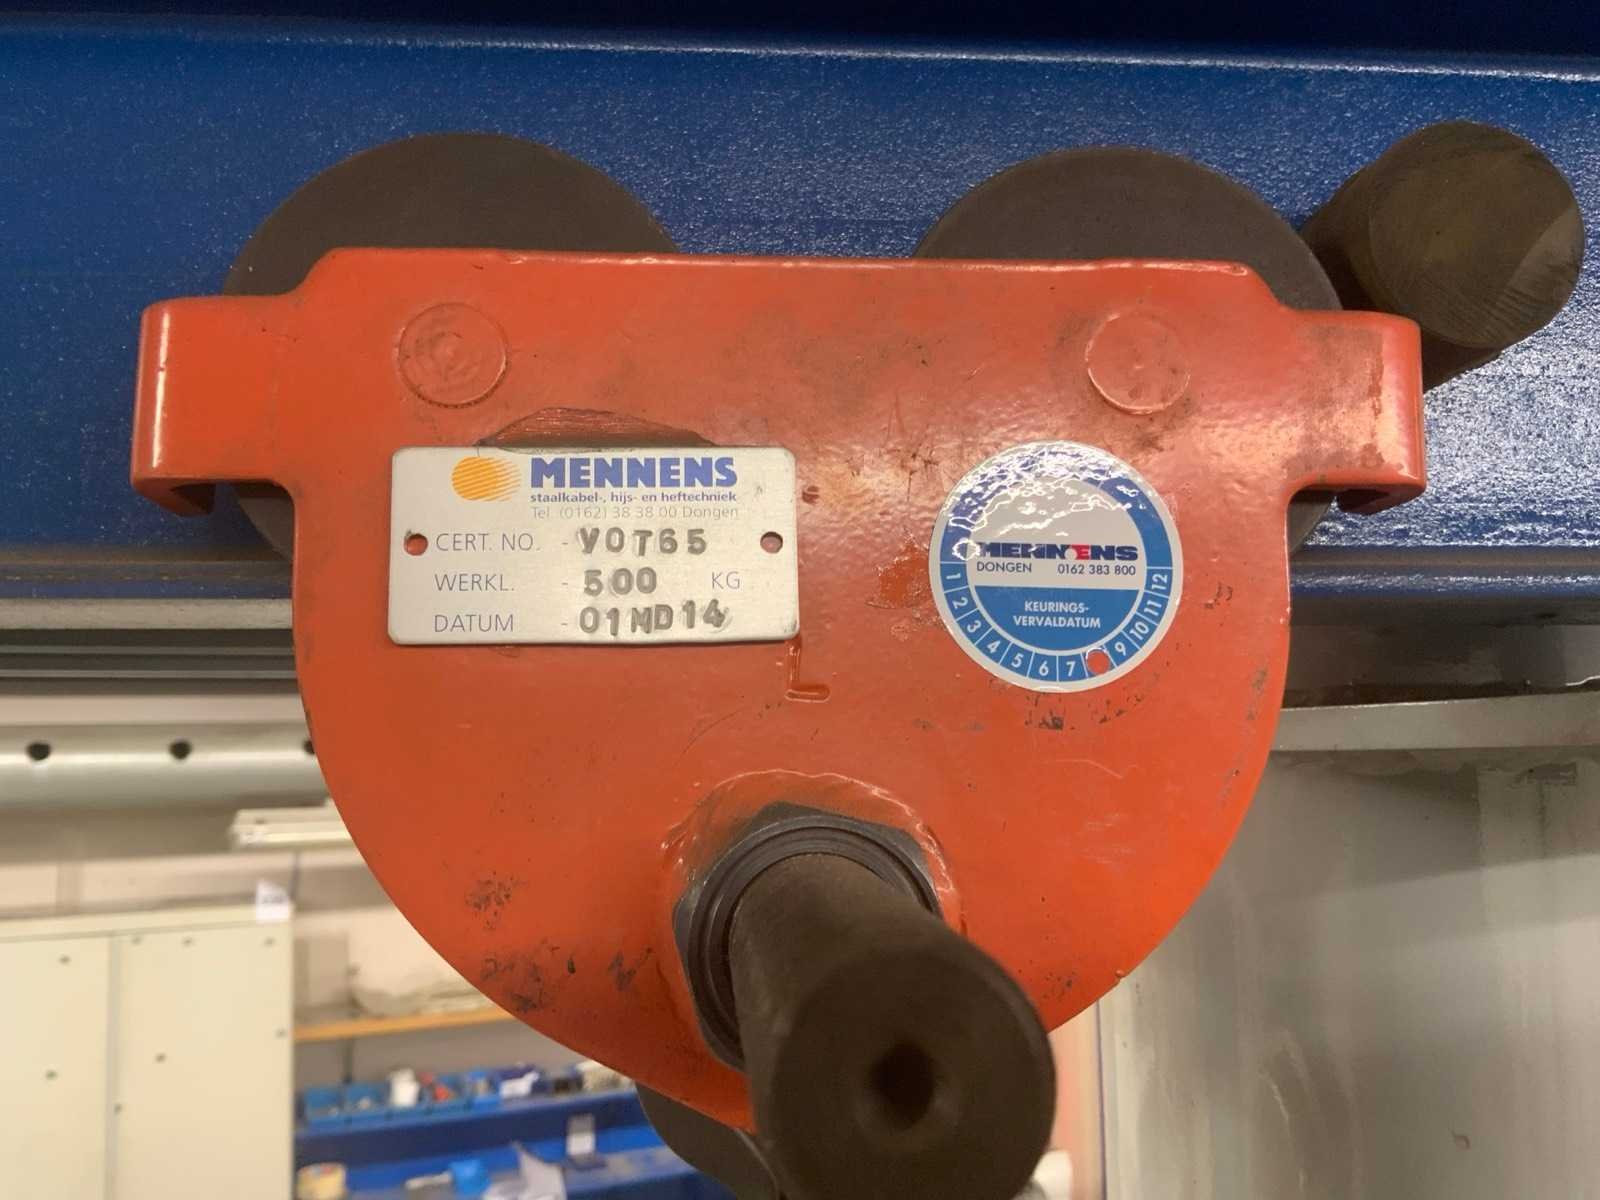 MENNENS
staalkabel-, hijs- en heftechniek
Tel. (0162) 38 38 00 Dongen
CERT. NO. - VOT65
WERKL. - 500 KG
DATUM - 01MD14
L
MENNENS
DONGEN 0162 383 800
KEURINGS-
VERVALDATUM
1 2 3 4 5 6 7 9 10 11 12